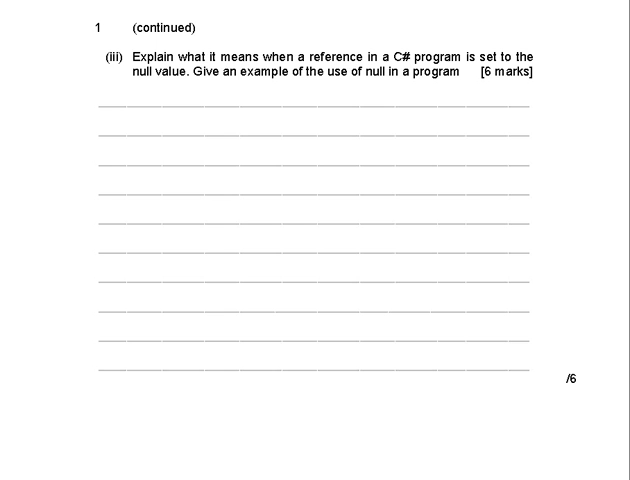 1 (continued)
(iii) Explain what it means when a reference in a C# program is set to the
null value. Give an example of the use of null in a program [6 marks]
/6